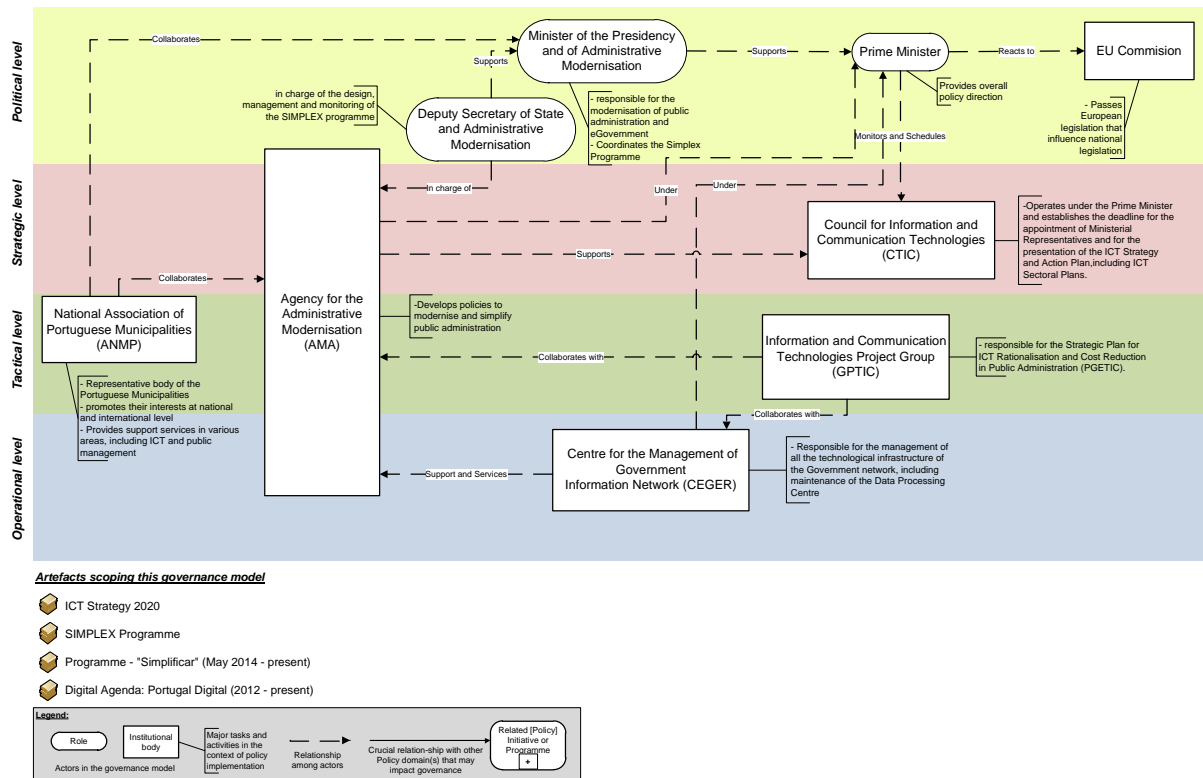 Political level
Strategic level
Tactical level
Operational level
Collaborates
Minister of the Presidency
and of Administrative
Modernisation
Supports
Prime Minister
Reacts to
EU Commision
Supports
in charge of the design,
management and monitoring of
the SIMPLEX programme
Deputy Secretary of State
and Administrative
Modernisation
- responsible for the
modernisation of public
administration and
eGovernment
- Coordinates the Simplex
Programme
Provides overall
policy direction
- Passes
European
legislation that
influence national
legislation
Monitors and Schedules
In charge of
Under
Under
Council for Information and
Communication Technologies
(CTIC)
-Operates under the Prime Minister
and establishes the deadline for the
appointment of Ministerial
Representatives and for the
presentation of the ICT Strategy
and Action Plan,including ICT
Sectoral Plans.
Supports
Collaborates
National Association of
Portuguese Municipalities
(ANMP)
Agency for the
Administrative
Modernisation
(AMA)
-Develops policies to
modernise and simplify
public administration
Information and Communication
Technologies Project Group
(GPTIC)
- responsible for the Strategic Plan for
ICT Rationalisation and Cost Reduction
in Public Administration (PGETIC).
Collaborates with
- Representative body of the
Portuguese Municipalities
- promotes their interests at national
and international level
- Provides support services in various
areas, including ICT and public
management
Collaborates with
Centre for the Management of
Government
Information Network (CEGER)
- Responsible for the management of
all the technological infrastructure of
the Government network, including
maintenance of the Data Processing
Centre
Support and Services
Artefacts scoping this governance model
ICT Strategy 2020
SIMPLEX Programme
Programme - "Simplificar" (May 2014 - present)
Digital Agenda: Portugal Digital (2012 - present)
Legend:
Role
Institutional
body
Actors in the governance model
Major tasks and
activities in the
context of policy
implementation
Relationship
among actors
Crucial relation-ship with other
Policy domain(s) that may
impact governance
Related [Policy]
Initiative or
Programme
+